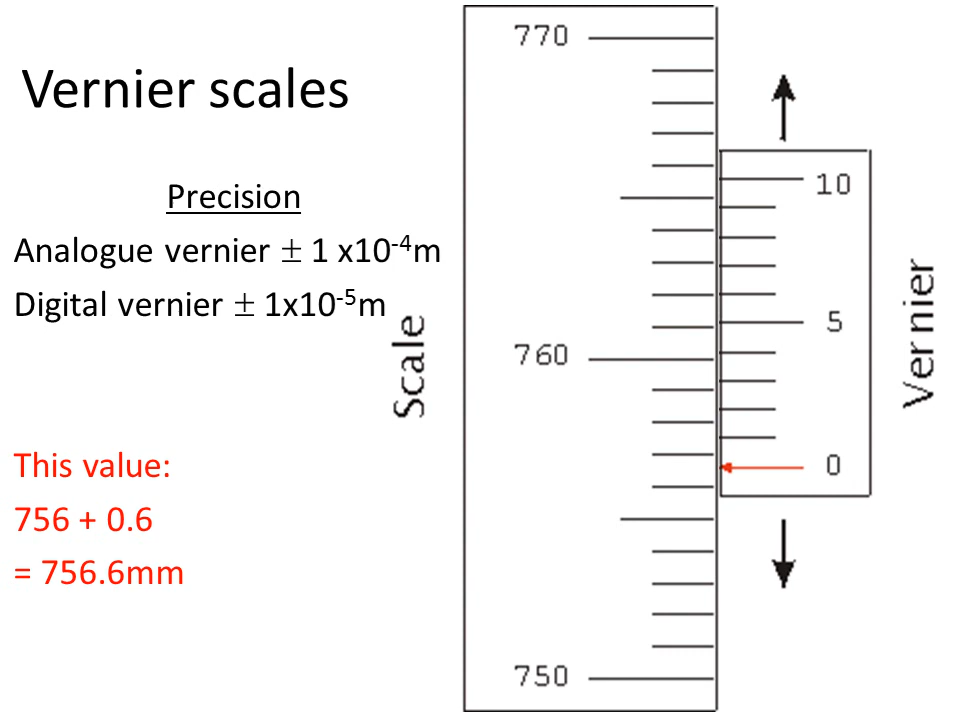 Vernier scales
Precision
Analogue vernier ± 1 x10⁻⁴m
Digital vernier ± 1x10⁻⁵m
This value:
756 + 0.6
= 756.6mm
Scale
770
760
750
10
5
0
Vernier